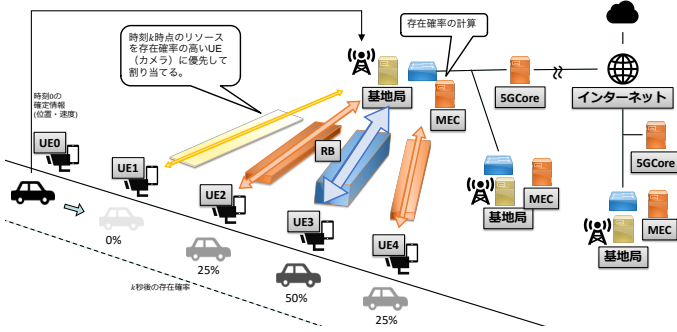 時刻k時点のリソース
を存在確率の高いUE
（カメラ）に優先して
割り当てる。
存在確率の計算
時刻0の
確定情報
(位置・速度)
基地局
MEC
5GCore
インターネット
5GCore
UE0
UE1
UE2
RB
UE3
UE4
基地局
MEC
基地局
MEC
0%
25%
50%
25%
k秒後の存在確率